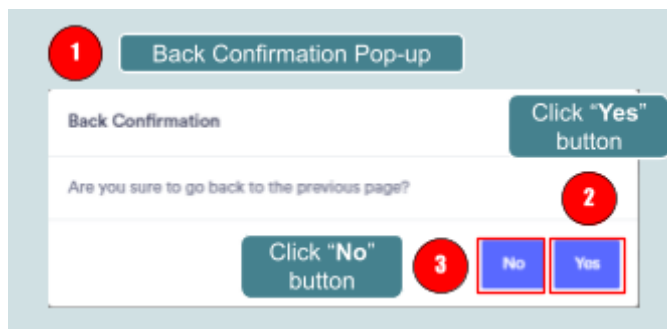 1
Back Confirmation Pop-up
Back Confirmation
Click “Yes”
button
Are you sure to go back to the previous page?
2
Click “No”
button
3
No
Yes